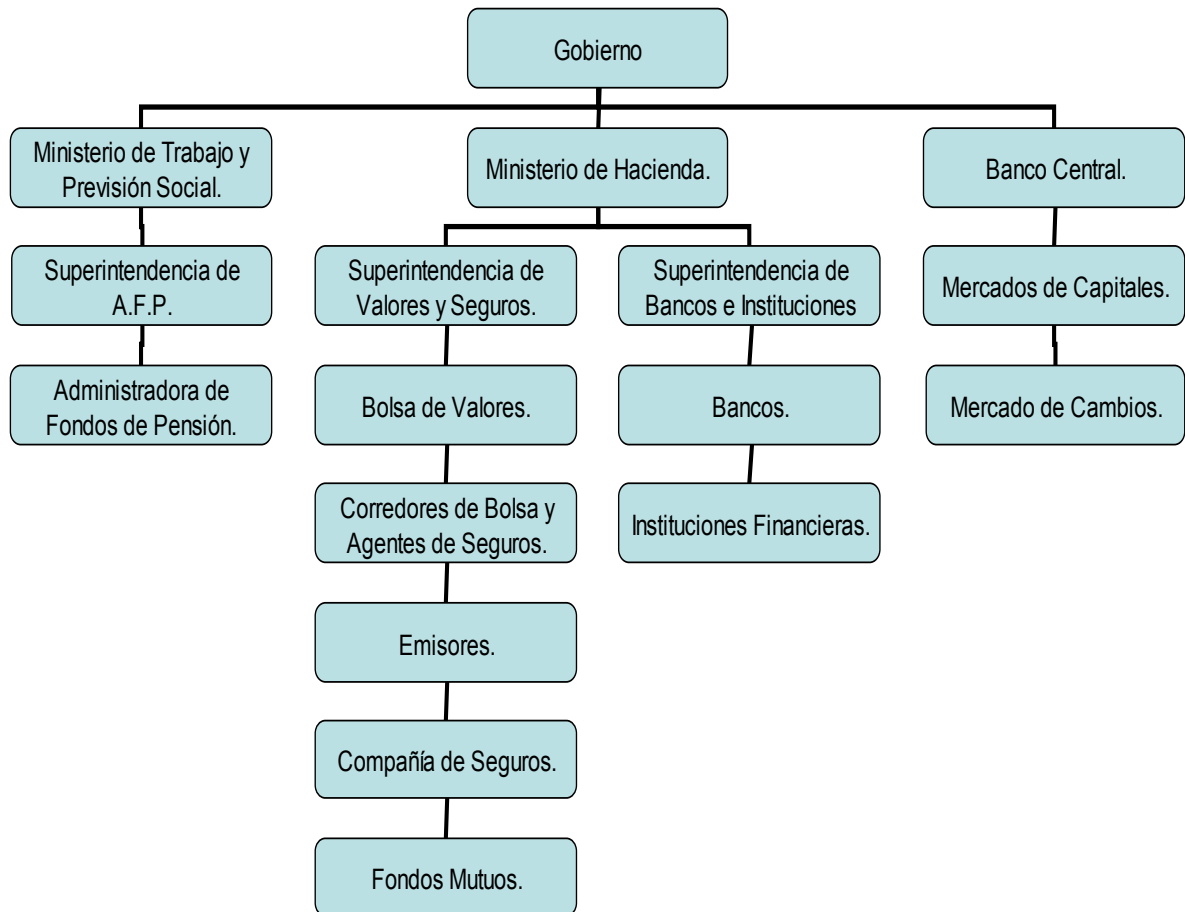 Gobierno
Ministerio de Trabajo y
Previsión Social.
Ministerio de Hacienda.
Banco Central.
Superintendencia de
A.F.P.
Superintendencia de
Valores y Seguros.
Superintendencia de
Bancos e Instituciones
Mercados de Capitales.
Administradora de
Fondos de Pensión.
Bolsa de Valores.
Bancos.
Mercado de Cambios.
Corredores de Bolsa y
Agentes de Seguros.
Instituciones Financieras.
Emisores.
Compañía de Seguros.
Fondos Mutuos.